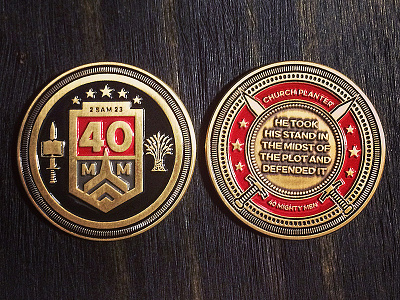 2 SAM 23
40
M M
CHURCH PLANTER
HE TOOK
HIS STAND IN
THE MIDST OF
THE PLOT AND
DEFENDED IT
40 MIGHTY MEN